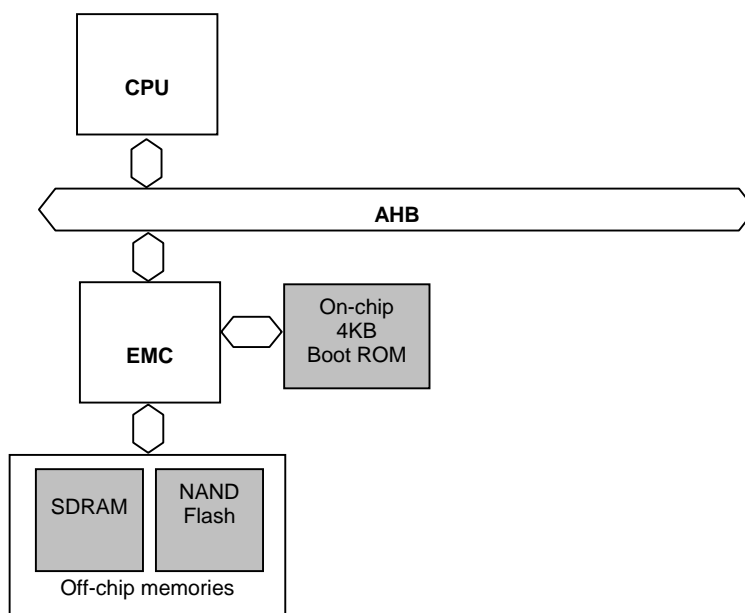 CPU
AHB
EMC
On-chip
4KB
Boot ROM
SDRAM
NAND
Flash
Off-chip memories